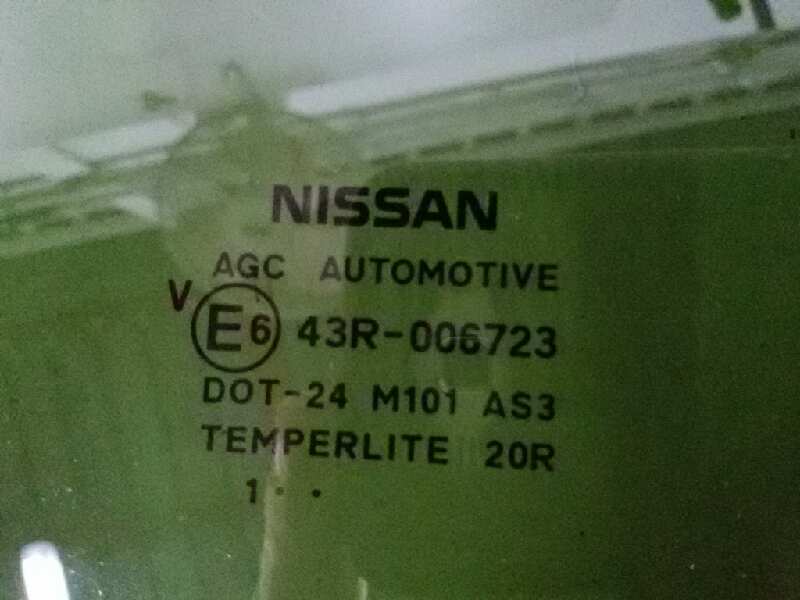 NISSAN
AGC AUTOMOTIVE
V
E6 43R-006723
DOT-24 M101 AS3
TEMPERLITE 20R
1 . .